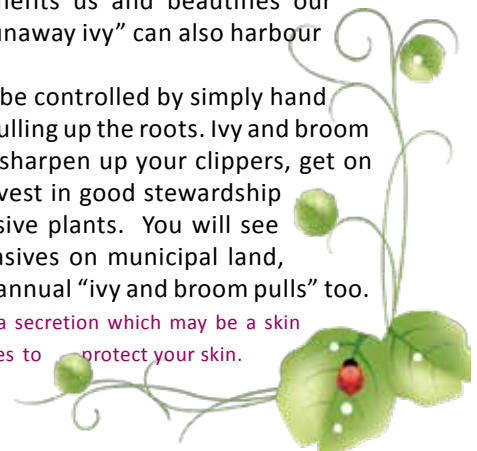 us and beautifies our
unaway ivy” can also harbour
be controlled by simply hand
ulling up the roots. Ivy and broom
sharpen up your clippers, get on
vest in good stewardship
sive plants. You will see
asives on municipal land,
annual “ivy and broom pulls” too.
a secretion which may be a skin
es to protect your skin.